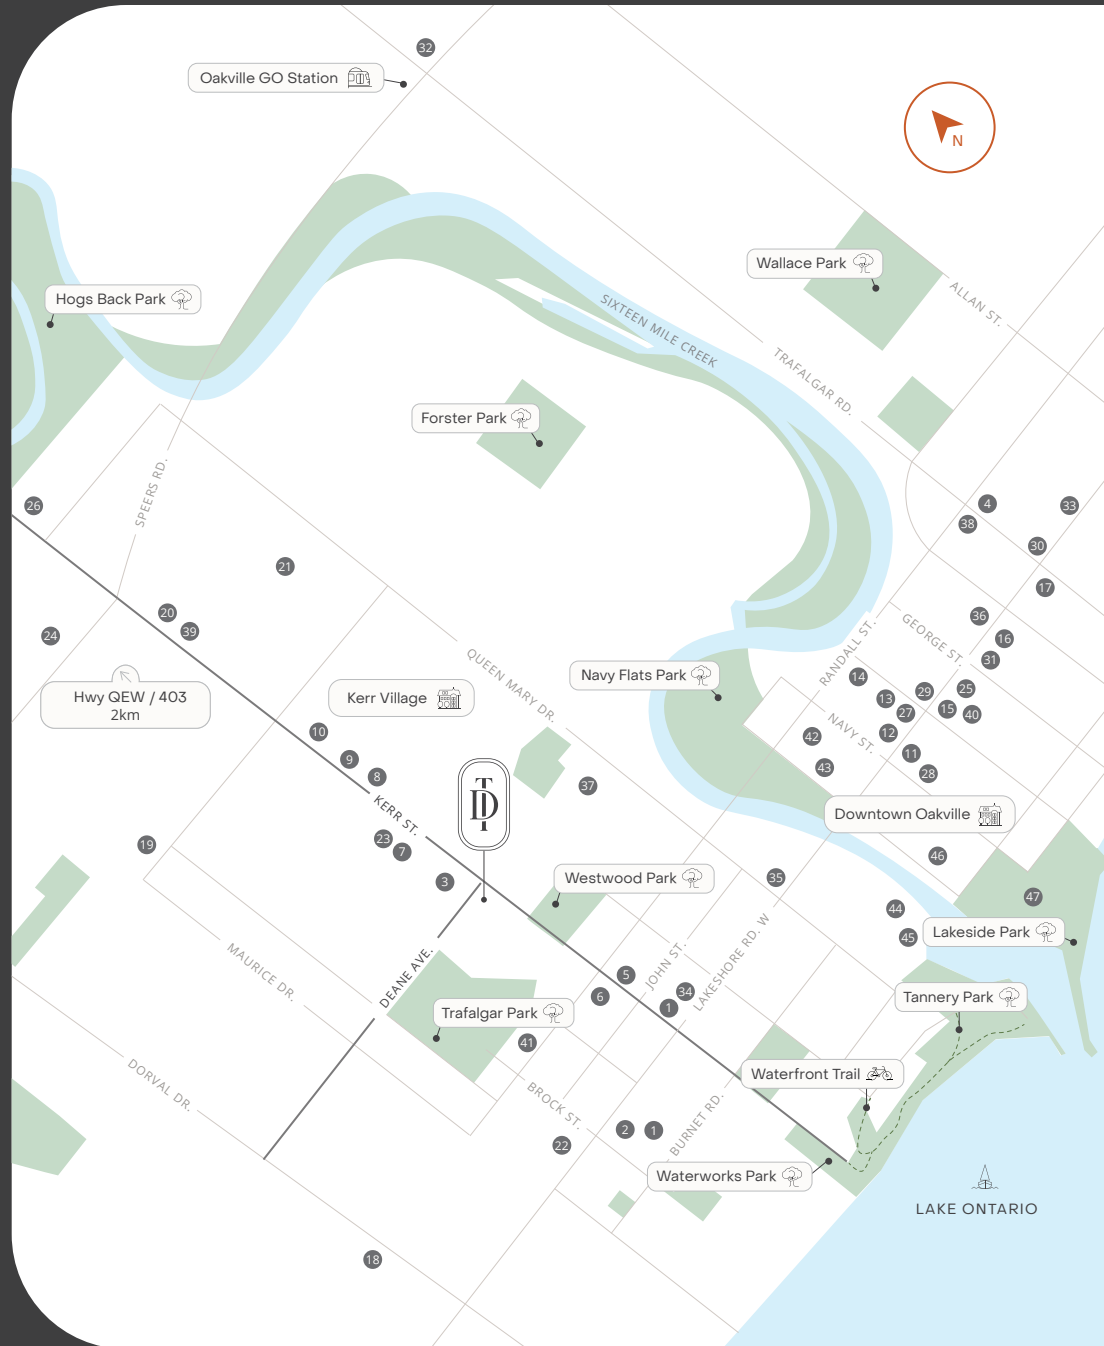 32
Oakville GO Station
N
Wallace Park
ALLAN ST.
Hogs Back Park
SIXTEEN MILE CREEK
TRAFALGAR RD.
Forster Park
SPEERS RD.
26
4
33
38
30
21
17
20
39
24
36
16
GEORGE ST.
31
RANDALL ST.
QUEEN MARY DR.
Navy Flats Park
14
29
25
13
27
15
40
Hwy QEW / 403
2km
Kerr Village
NAVY ST.
12
42
10
11
9
43
28
8
37
TD
KERR ST.
Downtown Oakville
23
7
19
46
3
Westwood Park
35
47
44
45
Lakeside Park
LAKESHORE RD. W
JOHN ST.
MAURICE DR.
DEANE AVE.
5
34
6
1
Tannery Park
Trafalgar Park
41
Waterfront Trail
DORVAL DR.
BROCK ST.
BURNET RD.
2
1
22
Waterworks Park
LAKE ONTARIO
18